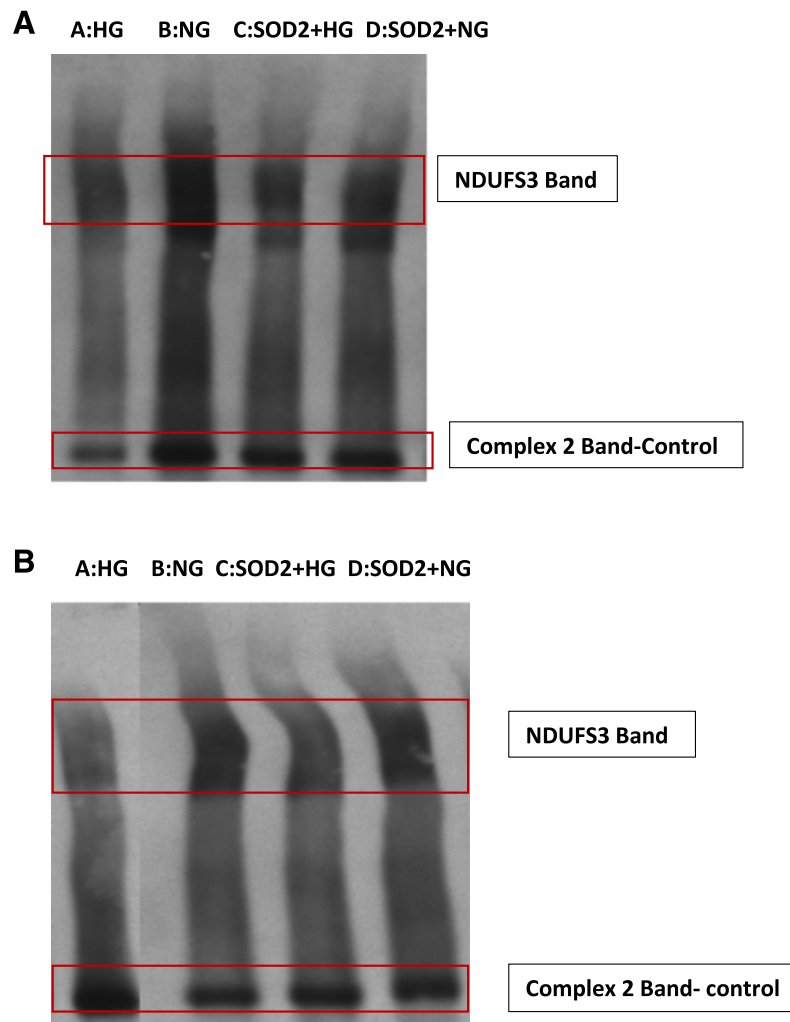 A
A:HG B:NG C:SOD2+HG D:SOD2+NG
NDUFS3 Band
Complex 2 Band-Control
B
A:HG B:NG C:SOD2+HG D:SOD2+NG
NDUFS3 Band
Complex 2 Band- control